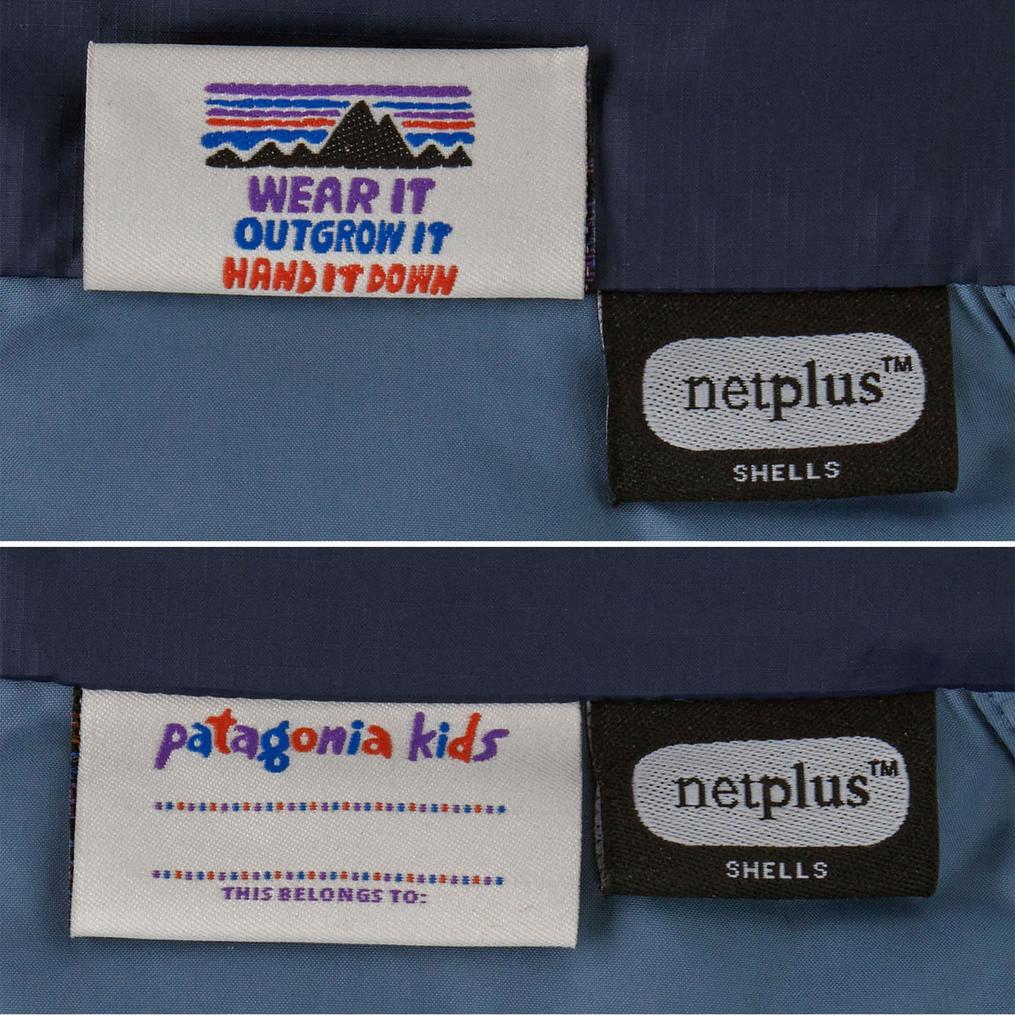 WEAR IT
OUTGROW IT
HAND IT DOWN
netplus™
SHELLS
patagonia kids
THIS BELONGS TO:
netplus™
SHELLS